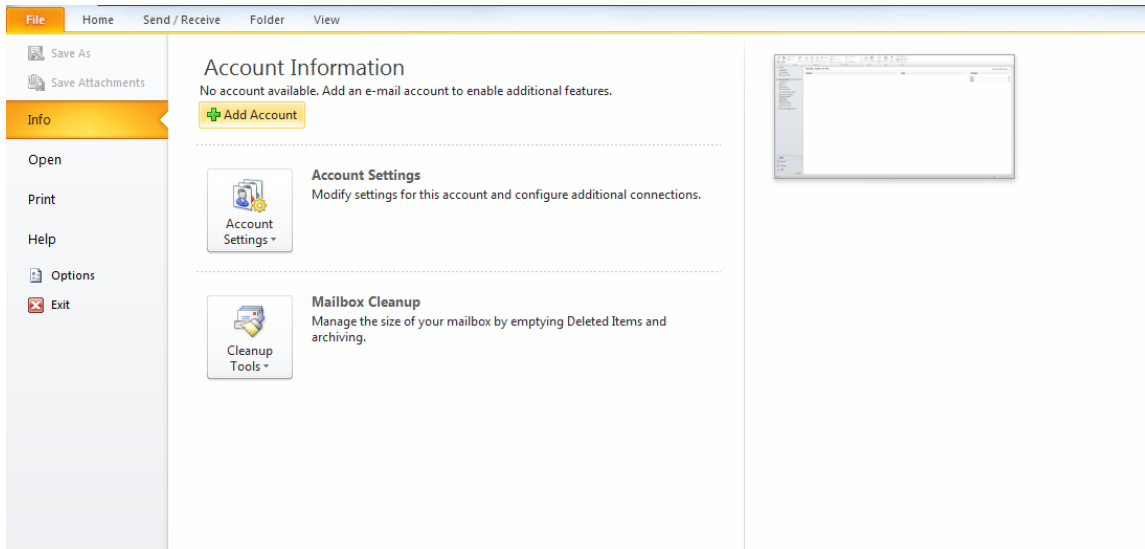 File Home Send / Receive Folder View
Save As
Save Attachments
Info
Open
Print
Help
Options
Exit
Account Information
No account available. Add an e-mail account to enable additional features.
Add Account
Account Settings
Modify settings for this account and configure additional connections.
Account
Settings
Mailbox Cleanup
Manage the size of your mailbox by emptying Deleted Items and
archiving.
Cleanup
Tools